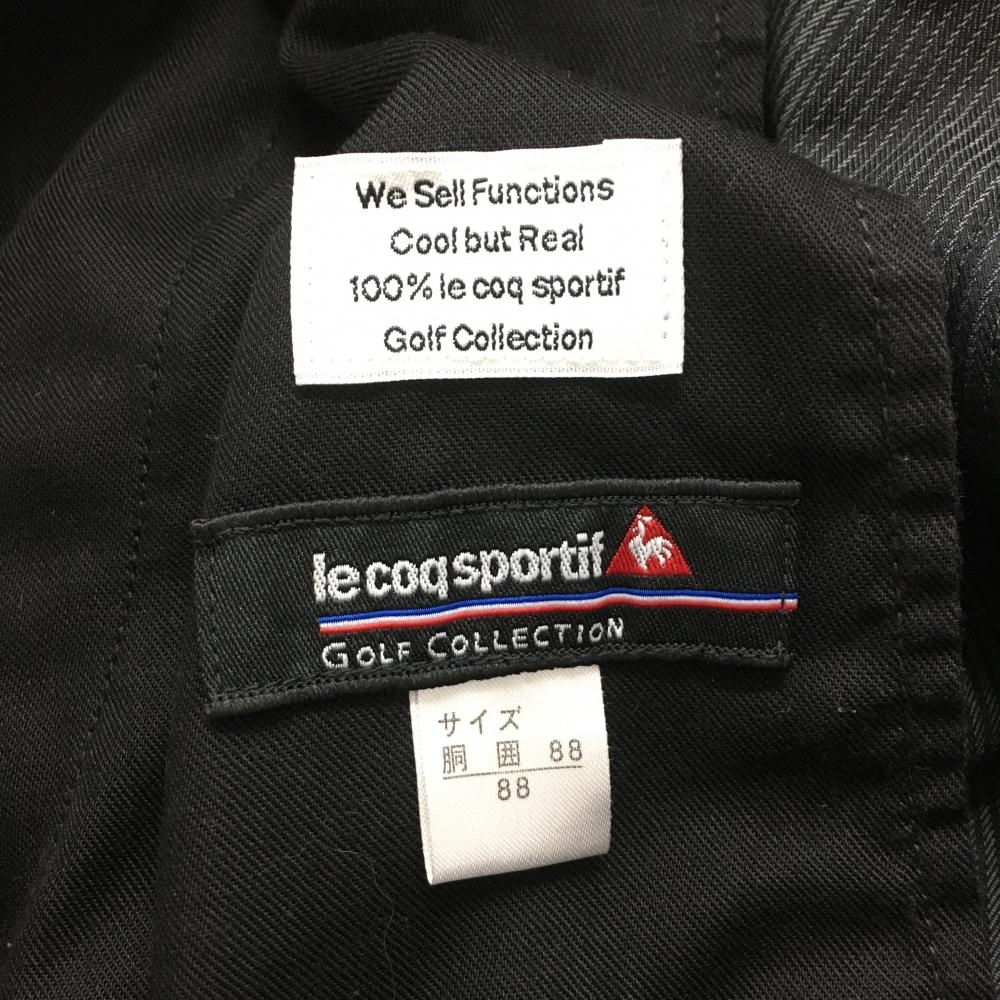 We Sell Functions
Cool but Real
100% le coq sportif
Golf Collection
le coq sportif
GOLF COLLECTION
サイズ
胴 囲 88
88